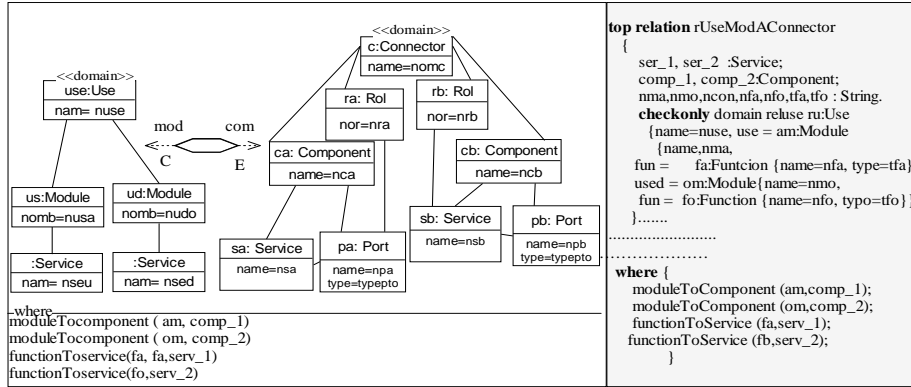 <<domain>>
c:Connector
name=nomc
<<domain>>
use:Use
nam= nuse
ra: Rol
nor=nra
rb: Rol
nor=nrb
mod
com
C
E
ca: Component
name=nca
cb: Component
name=ncb
us:Module
nomb=nusa
ud:Module
nomb=nudo
:Service
nam= nseu
:Service
nam= nsed
sa: Service
name=nsa
pa: Port
name=npa
type=typepto
sb: Service
name=nsb
pb: Port
name=npb
type=typepto
where
moduleTocomponent ( am, comp_1)
moduleTocomponent ( om, comp_2)
functionToservice(fa, fa,serv_1)
functionToservice(fo,serv_2)
top relation rUseModAConnector
{
ser_1, ser_2 :Service;
comp_1, comp_2:Component;
nma,nmo,ncon,nfa,nfo,tfa,tfo : String.
checkonly domain reluse ru:Use
{name=nuse, use = am:Module
{name,nma,
fun = fa:Funtcion {name=nfa, type=tfa}
used = om:Module{name=nmo,
fun = fo:Function {name=nfo, typo=tfo}}
}.......
..........................
....................
where {
moduleToComponent (am,comp_1);
moduleToComponent (om,comp_2);
functionToService (fa,serv_1);
functionToService (fb,serv_2);
}